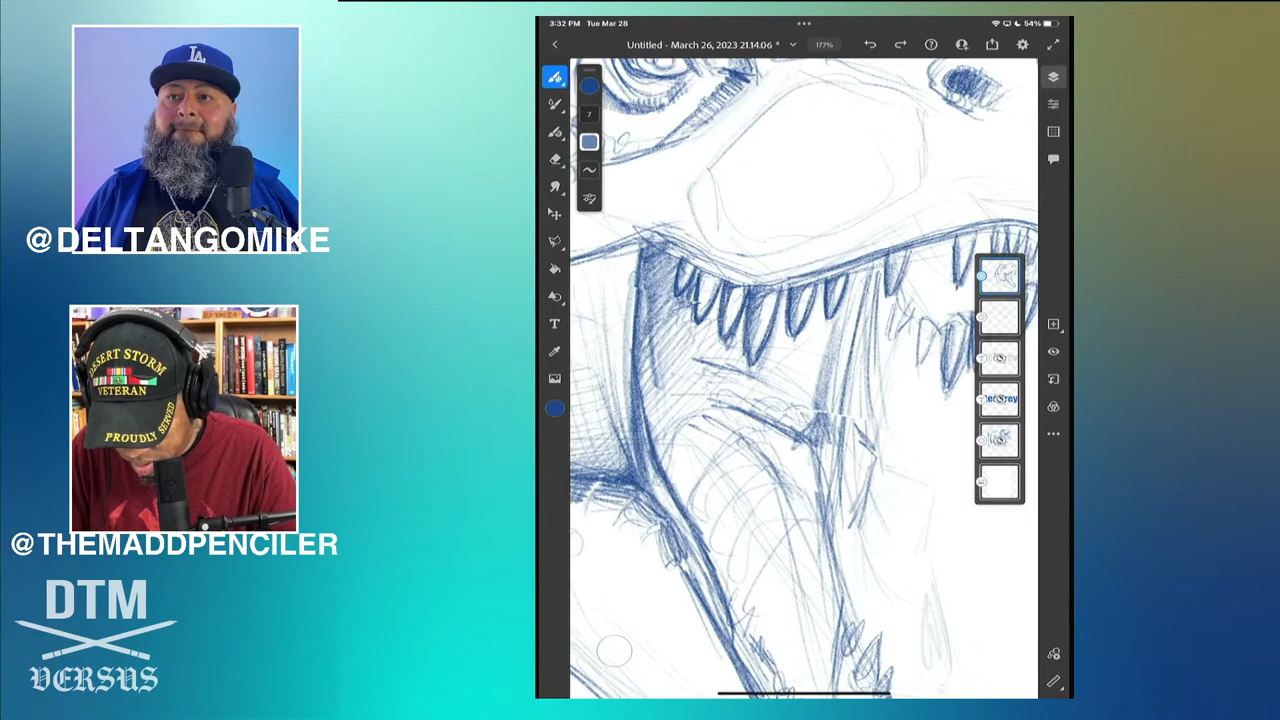 3:32 PM Tue Mar 28
54%
Untitled - March 26, 2023 21.14.06 *
177%
7
T
LA
@DELTANGOMIKE
DESERT STORM
VETERAN
PROUDLY SERVED
@THEMADDPENCILER
DTM
VERSUS